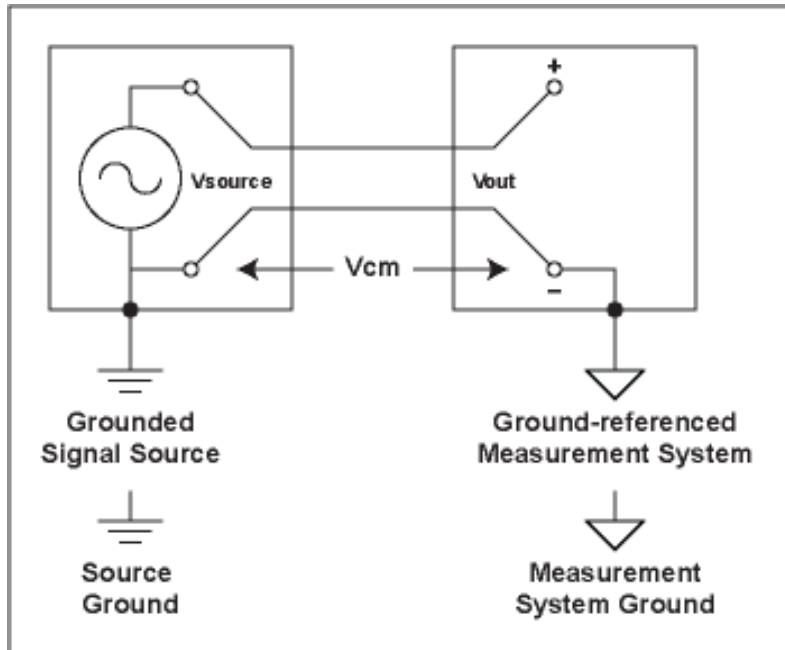 +
Vsource
Vout
Vcm
–
Grounded
Signal Source
Ground-referenced
Measurement System
Source
Ground
Measurement
System Ground